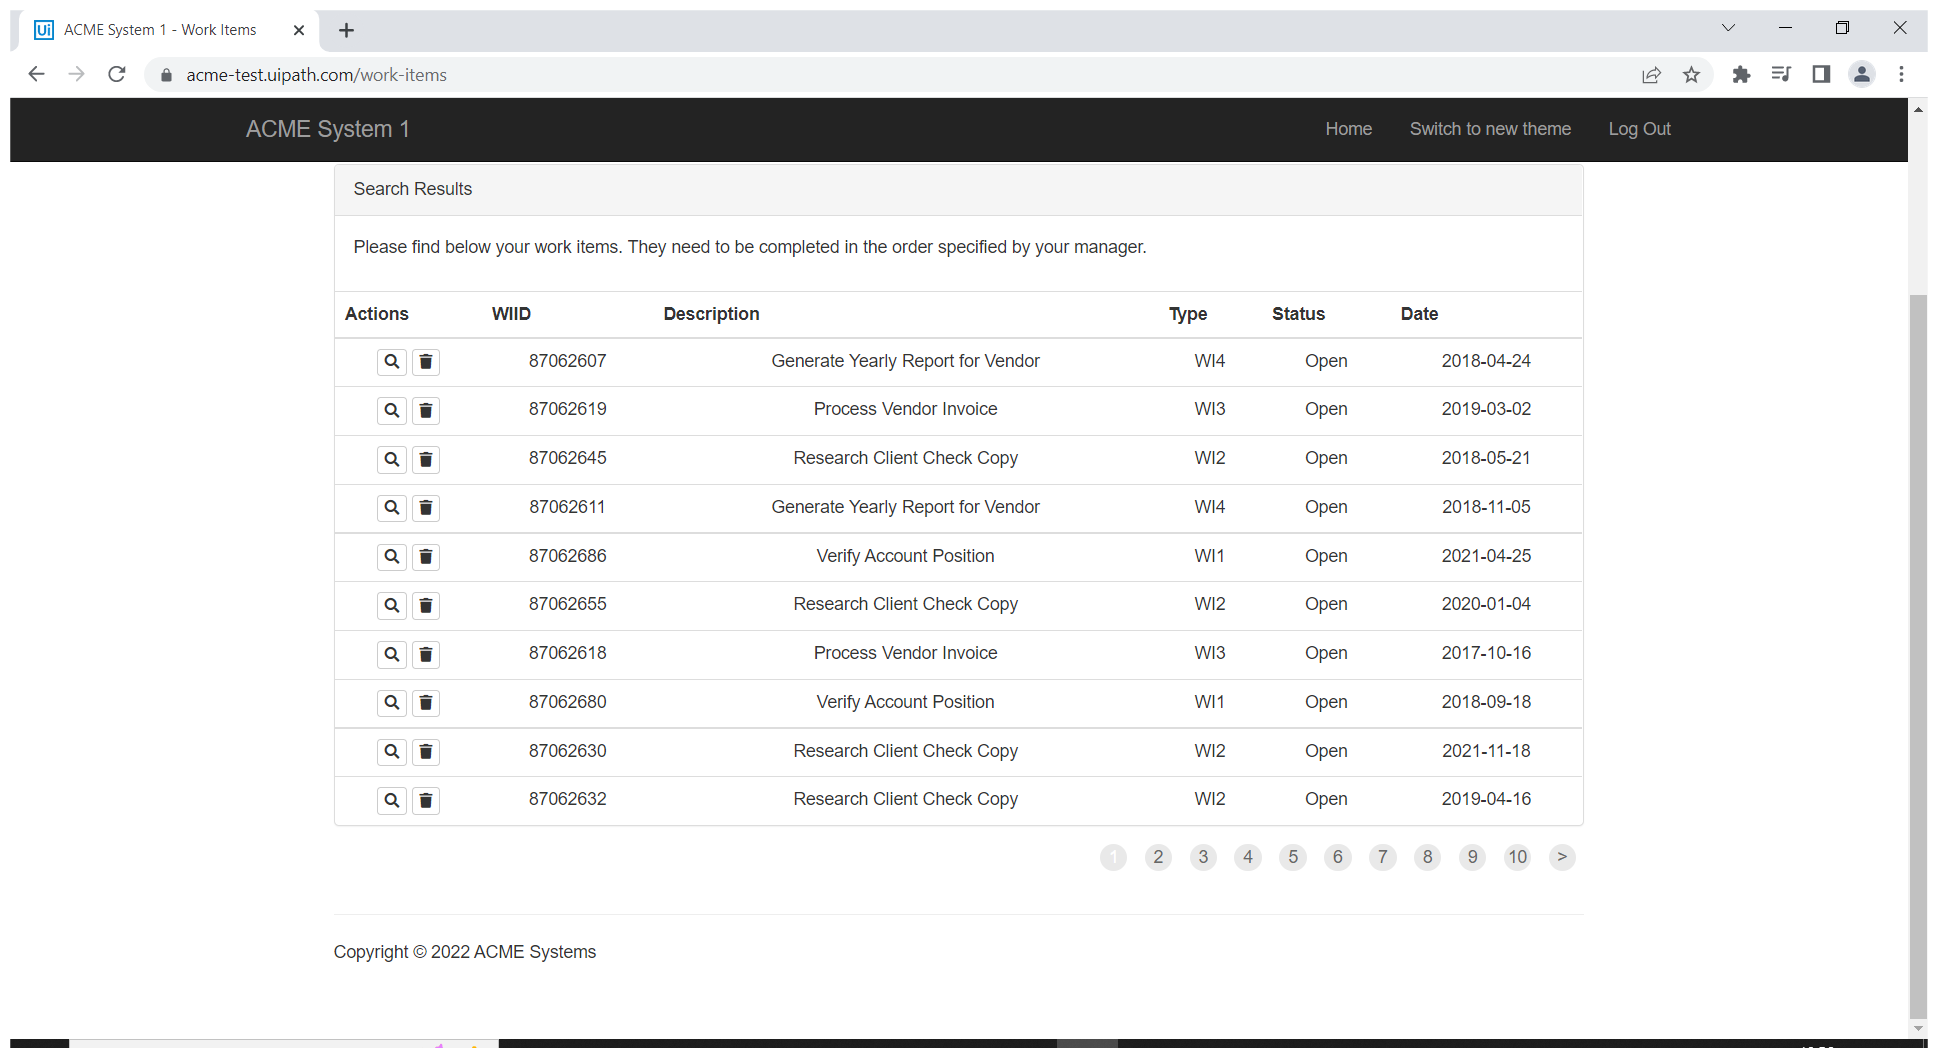 Ui ACME System 1 - Work Items
acme-test.uipath.com/work-items
ACME System 1 Home Switch to new theme Log Out
Search Results
Please find below your work items. They need to be completed in the order specified by your manager.
Actions WIID Description Type Status Date
87062607 Generate Yearly Report for Vendor WI4 Open 2018-04-24
87062619 Process Vendor Invoice WI3 Open 2019-03-02
87062645 Research Client Check Copy WI2 Open 2018-05-21
87062611 Generate Yearly Report for Vendor WI4 Open 2018-11-05
87062686 Verify Account Position WI1 Open 2021-04-25
87062655 Research Client Check Copy WI2 Open 2020-01-04
87062618 Process Vendor Invoice WI3 Open 2017-10-16
87062680 Verify Account Position WI1 Open 2018-09-18
87062630 Research Client Check Copy WI2 Open 2021-11-18
87062632 Research Client Check Copy WI2 Open 2019-04-16
1 2 3 4 5 6 7 8 9 10 >
Copyright © 2022 ACME Systems